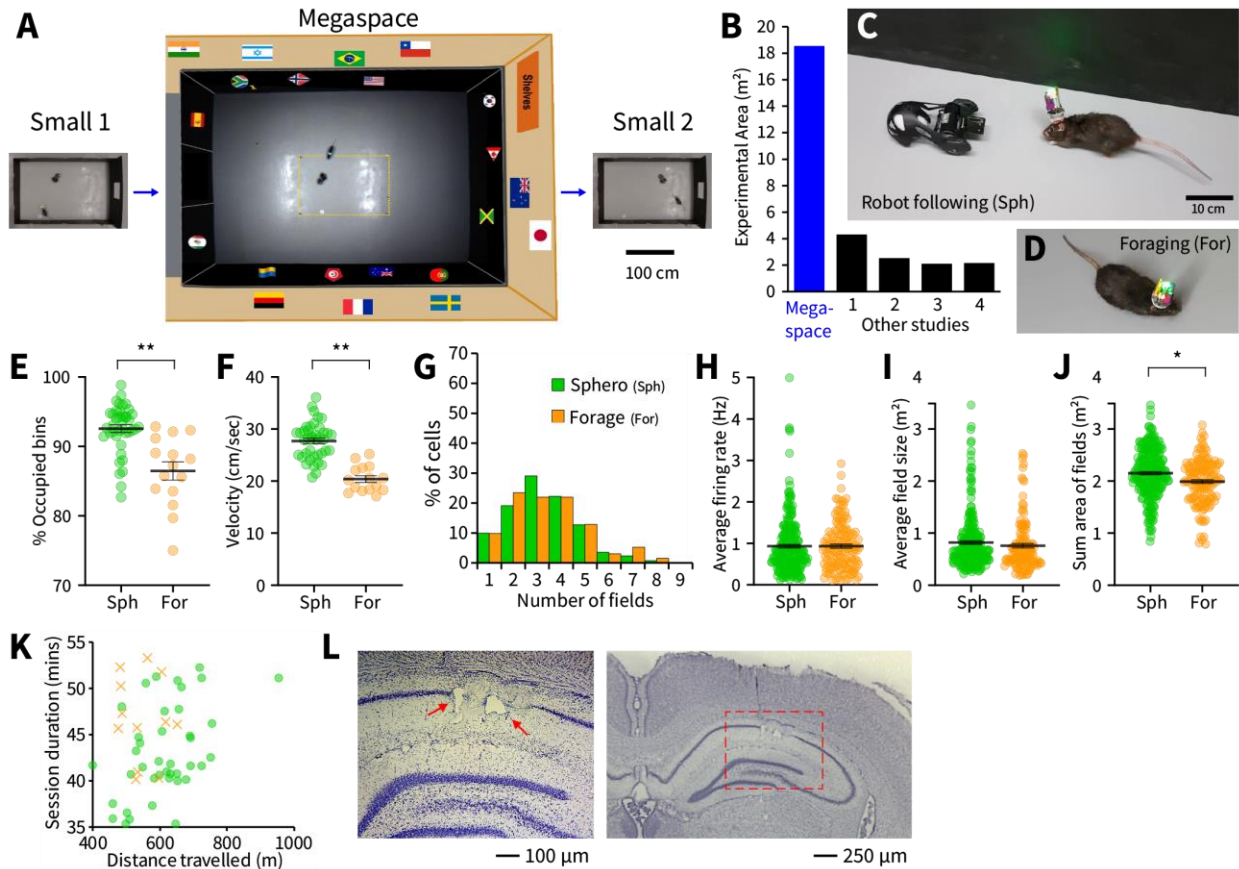 A
Megaspace
Shelves
Small 1
Small 2
100 cm
B
Experimental Area (m²)
20
18
16
14
12
10
8
6
4
2
0
Mega-
space
1 2 3 4
Other studies
C
Robot following (Sph)
10 cm
D
Foraging (For)
E
**
% Occupied bins
100
90
80
70
Sph For
F
**
Velocity (cm/sec)
40
30
20
10
0
Sph For
G
% of cells
70
60
50
40
30
20
10
0
Sphero (Sph)
Forage (For)
1 2 3 4 5 6 7 8 9
Number of fields
H
Average firing rate (Hz)
5
4
3
2
1
0
Sph For
I
Average field size (m²)
4
3
2
1
0
Sph For
J
*
Sum area of fields (m²)
4
3
2
1
0
Sph For
K
Session duration (mins)
55
50
45
40
35
400 600 800 1000
Distance travelled (m)
L
100 µm
250 µm